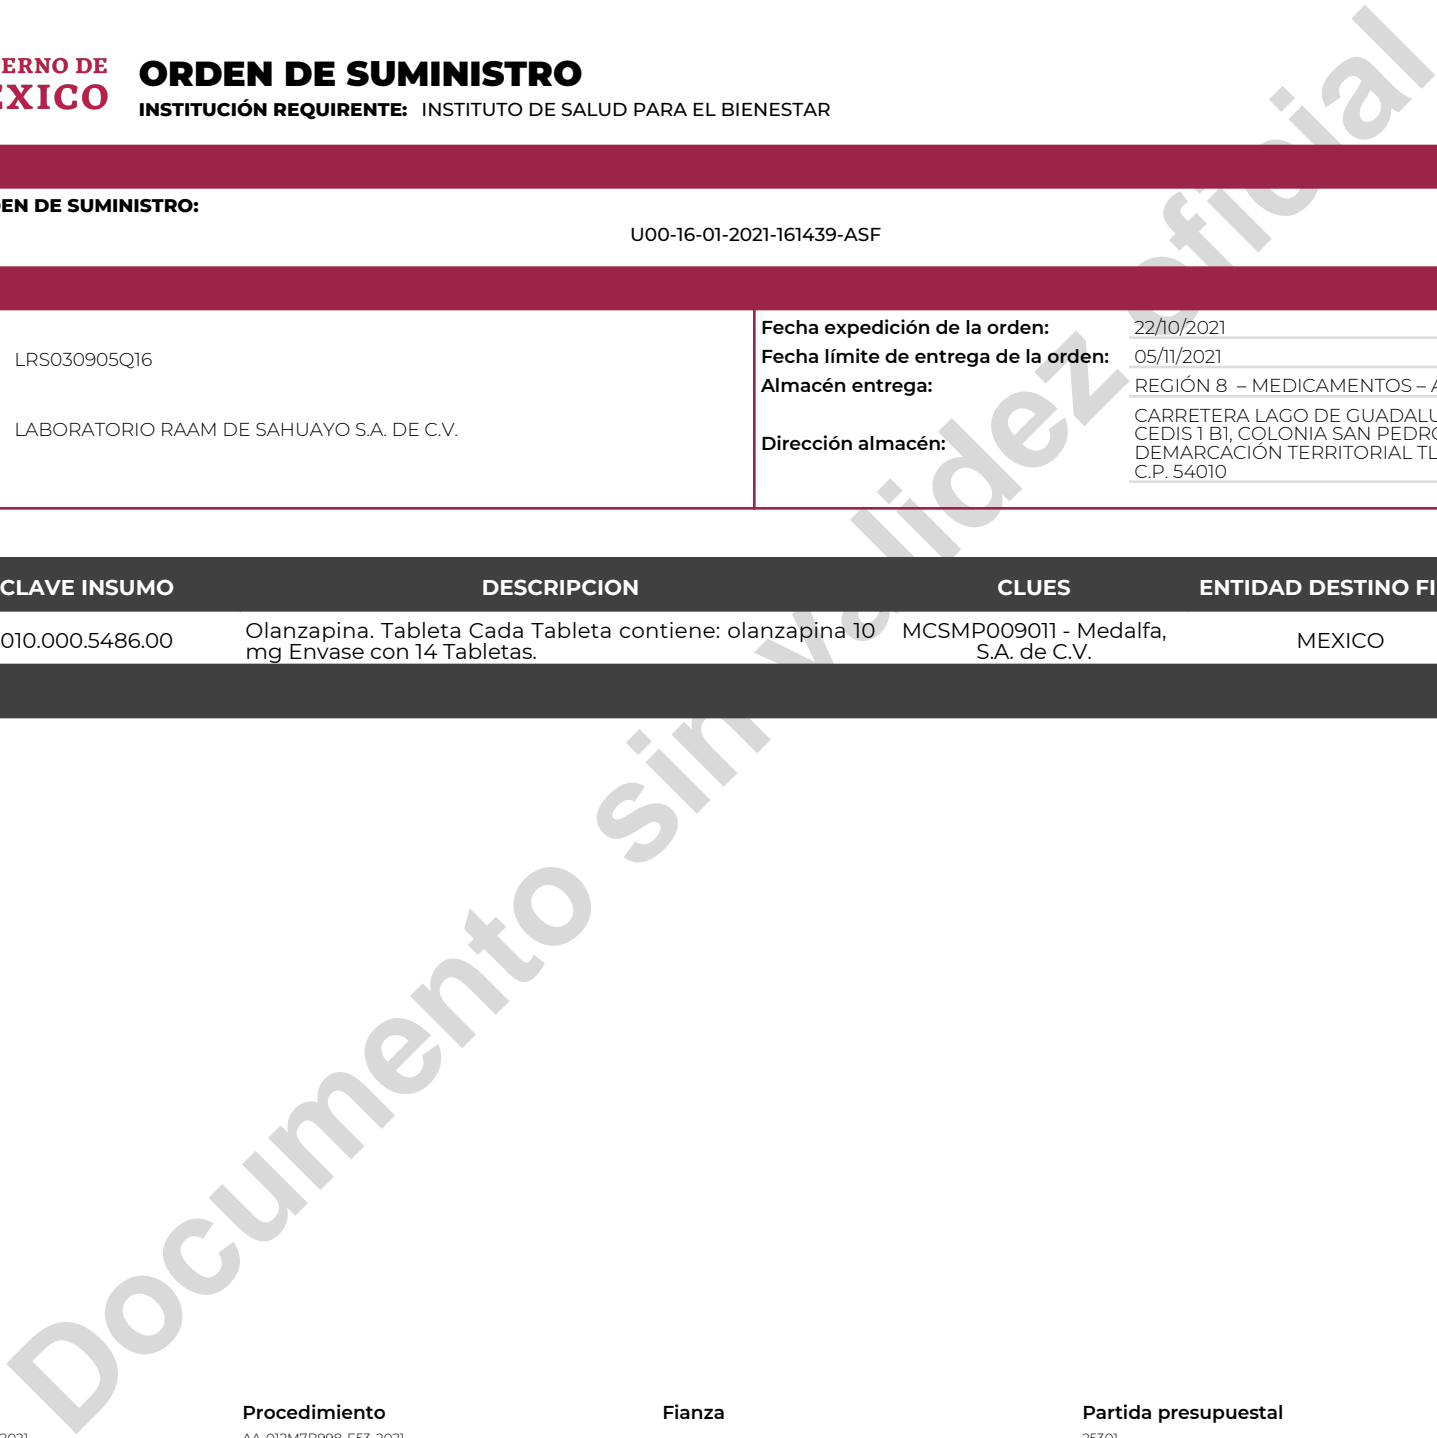 ERNO DE
ORDEN DE SUMINISTRO
EXICO
INSTITUCIÓN REQUIRENTE: INSTITUTO DE SALUD PARA EL BIENESTAR
EN DE SUMINISTRO:
U00-16-01-2021-161439-ASF
LRS030905Q16
LABORATORIO RAAM DE SAHUAYO S.A. DE C.V.
Fecha expedición de la orden: 22/10/2021
Fecha límite de entrega de la orden: 05/11/2021
Almacén entrega: REGIÓN 8 – MEDICAMENTOS – A
Dirección almacén:
CARRETERA LAGO DE GUADALU
CEDIS 1 B1, COLONIA SAN PEDRO
DEMARCACIÓN TERRITORIAL TL
C.P. 54010
CLAVE INSUMO DESCRIPCION CLUES ENTIDAD DESTINO FI
010.000.5486.00
Olanzapina. Tableta Cada Tableta contiene: olanzapina 10
mg Envase con 14 Tabletas.
MCSMP009011 - Medalfa,
S.A. de C.V.
MEXICO
Documento sin validez oficial
Procedimiento Fianza Partida presupuestal